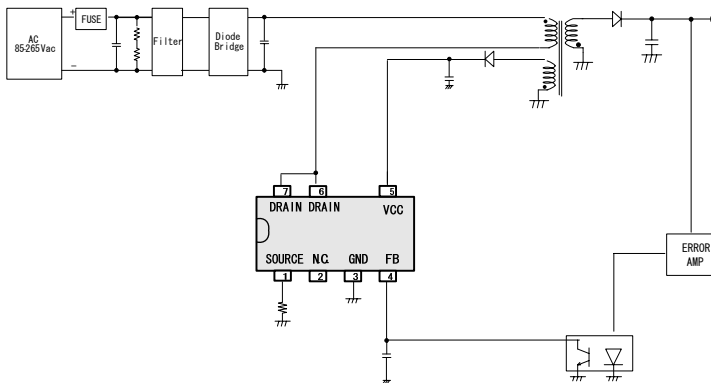 AC
85-265Vac
+
-
FUSE
Filter
Diode
Bridge
7
6
5
DRAIN DRAIN
VCC
SOURCE N.C. GND FB
1
2
3
4
ERROR
AMP